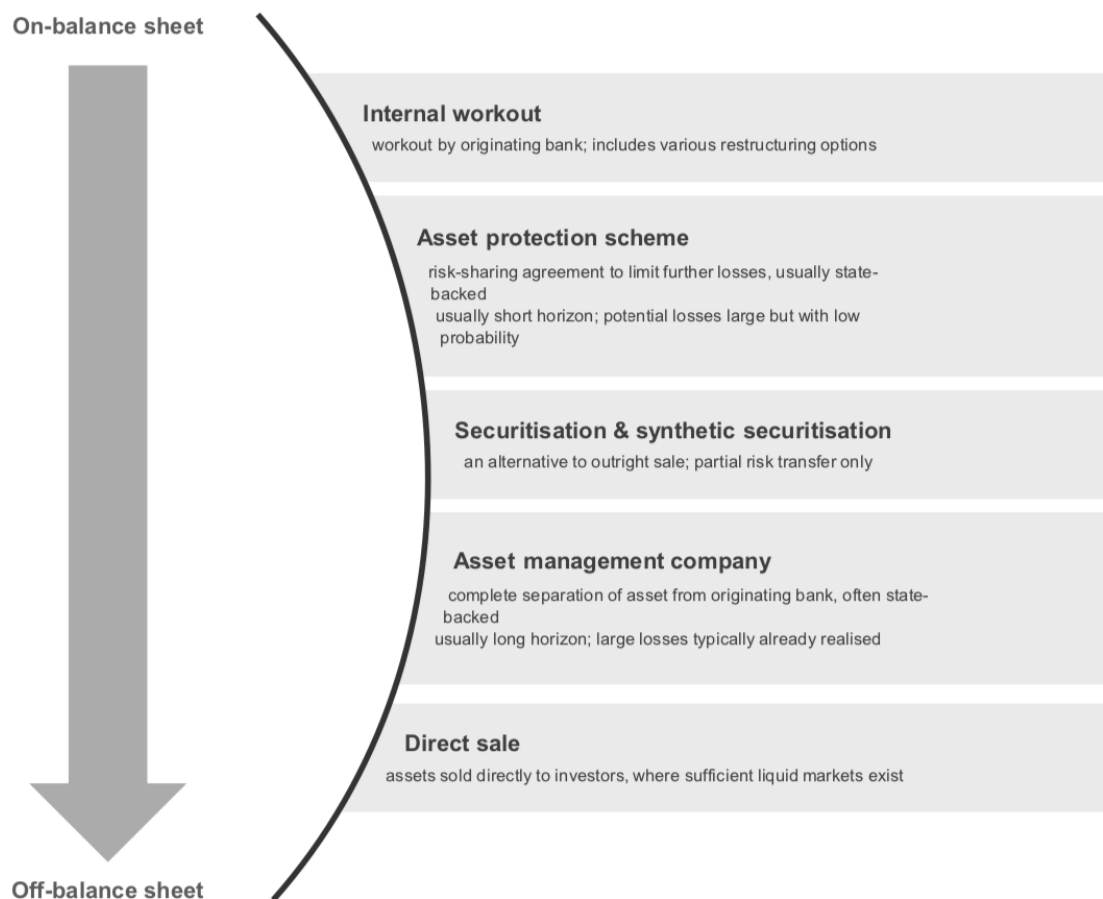 On-balance sheet
Internal workout
workout by originating bank; includes various restructuring options
Asset protection scheme
risk-sharing agreement to limit further losses, usually state-
backed
usually short horizon; potential losses large but with low
probability
Securitisation & synthetic securitisation
an alternative to outright sale; partial risk transfer only
Asset management company
complete separation of asset from originating bank, often state-
backed
usually long horizon; large losses typically already realised
Direct sale
assets sold directly to investors, where sufficient liquid markets exist
Off-balance sheet